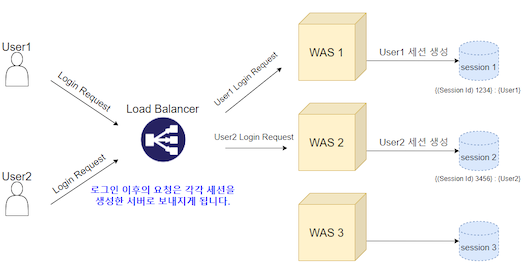 User1
Login Request
User2
Login Request
Load Balancer
로그인 이후의 요청은 각각 세션을
생성한 서버로 보내지게 됩니다.
User1 Login Request
User2 Login Request
WAS 1
User1 세션 생성
session 1
{(Session Id) 1234} : {User1}
WAS 2
User2 세션 생성
session 2
{(Session Id) 3456} : {User2}
WAS 3
session 3